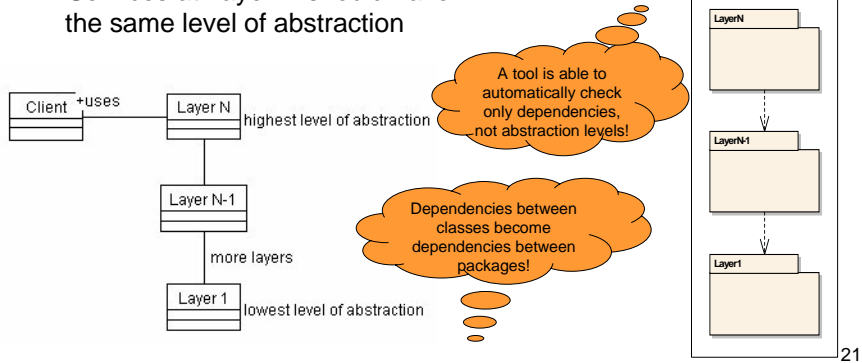 the same level of abstraction
Client
+uses
Layer N
highest level of abstraction
Layer N-1
more layers
Layer 1
lowest level of abstraction
A tool is able to
automatically check
only dependencies,
not abstraction levels!
Dependencies between
classes become
dependencies between
packages!
LayerN
LayerN-1
Layer1
21